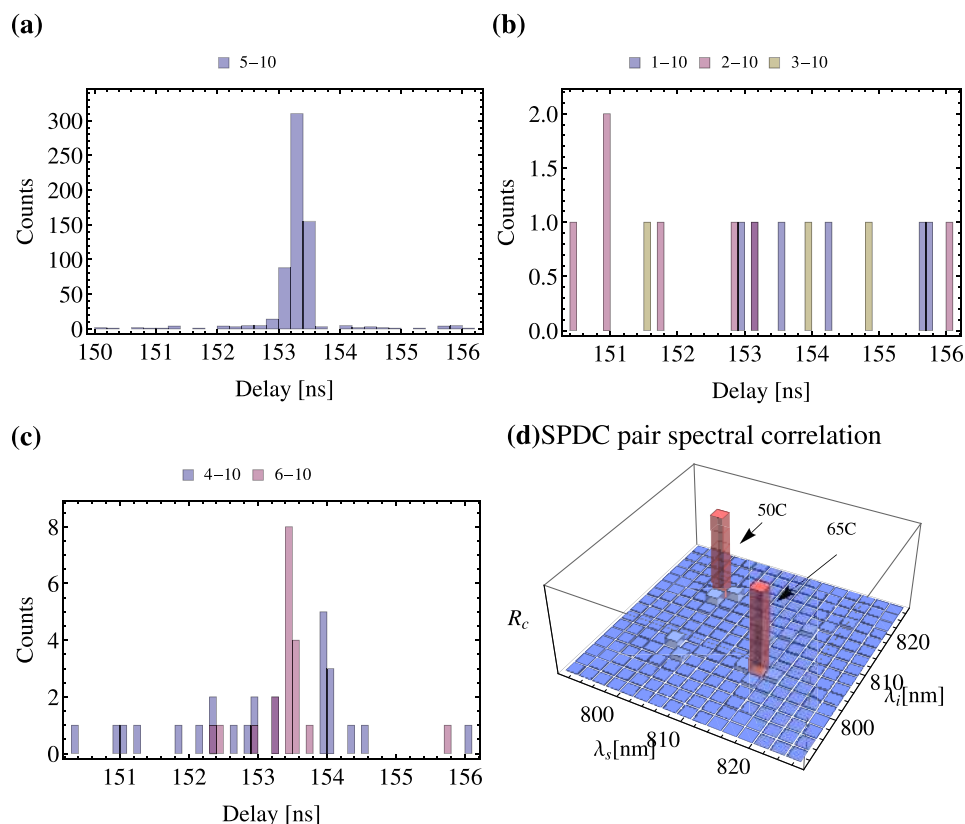 (a)
5−10
300
250
200
150
100
50
0
Counts
150 151 152 153 154 155 156
Delay [ns]
(b)
1−10 2−10 3−10
2.0
1.5
1.0
0.5
0.0
Counts
151 152 153 154 155 156
Delay [ns]
(c)
4−10 6−10
8
6
4
2
0
Counts
151 152 153 154 155 156
Delay [ns]
(d)SPDC pair spectral correlation
50C
65C
R_c
800
810
820
λ_s[nm]
800
810
820
λ_i[nm]